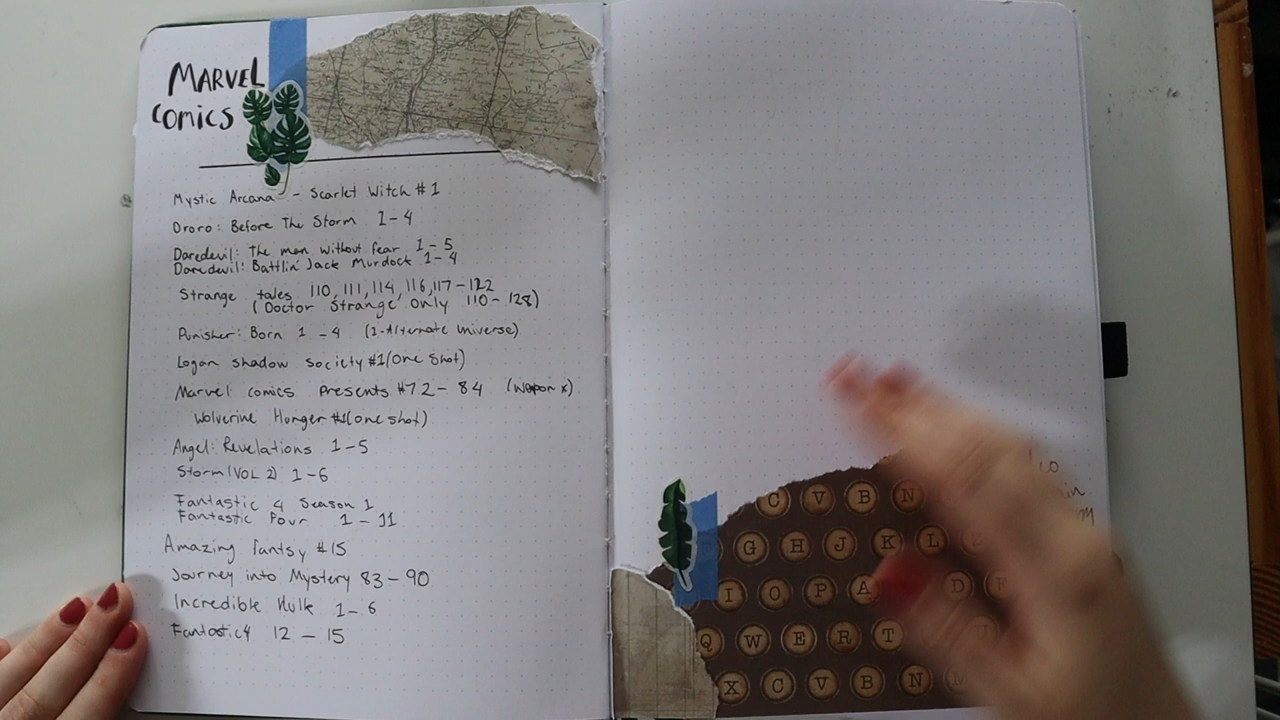 MARVEL
COMICS
Mystic Arcana - Scarlet Witch #1
Ororo: Before The Storm 1-4
Daredevil: The man without fear 1-5
Daredevil: Battlin' Jack Murdock 1-4
Strange tales 110, 111, 114, 116, 117-122
(Doctor Strange only 110-128)
Punisher: Born 1-4 (1-Alternate Universe)
Logan shadow society #1 (One Shot)
Marvel comics Presents #72-84 (Weapon x)
Wolverine Hunger #1 (one shot)
Angel: Revelations 1-5
Storm (VOL 2) 1-6
Fantastic 4 Season 1
Fantastic Four 1-11
Amazing Fantsy #15
Journey into Mystery 83-90
Incredible Hulk 1-6
Fantastic4 12-15
C V B N
G H J K L
I O P A D F
Q W E R T
X C V B N M